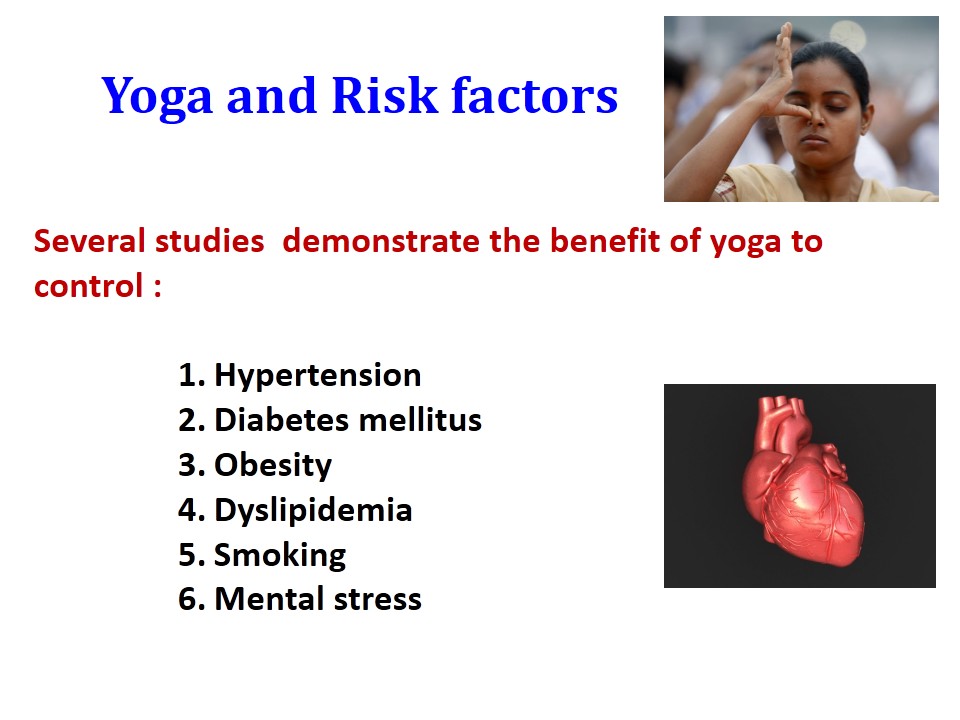 Yoga and Risk factors
Several studies  demonstrate the benefit of yoga to
control :
1. Hypertension
2. Diabetes mellitus
3. Obesity
4. Dyslipidemia
5. Smoking
6. Mental stress